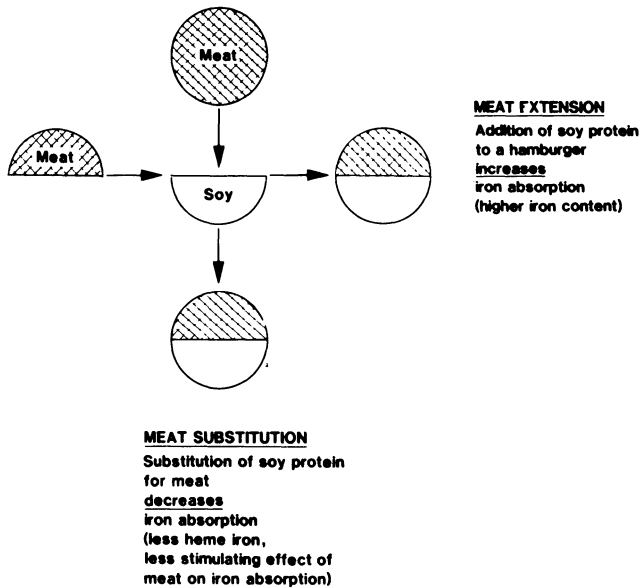 Meat
Meat
Soy
MEAT FXTENSION
Addition of soy protein
to a hamburger
increases
iron absorption
(higher iron content)
MEAT SUBSTITUTION
Substitution of soy protein
for meat
decreases
iron absorption
(less heme iron,
less stimulating effect of
meat on iron absorption)